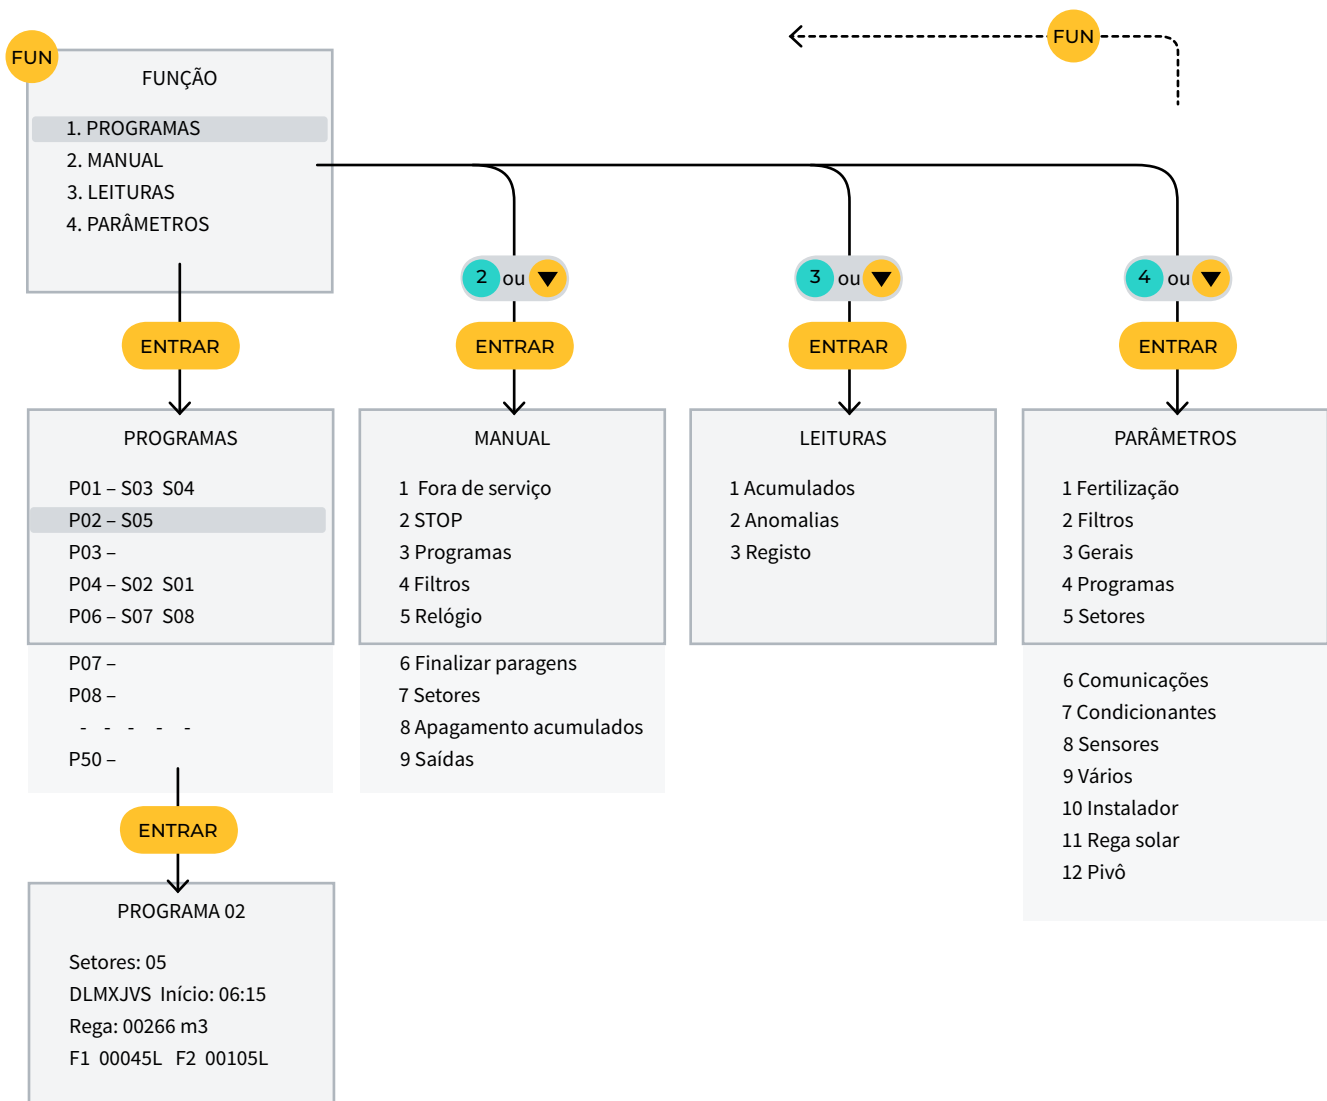 FUN
FUN
FUNÇÃO
1. PROGRAMAS
2. MANUAL
3. LEITURAS
4. PARÂMETROS
2 ou
3 ou
4 ou
ENTRAR
ENTRAR
ENTRAR
ENTRAR
PROGRAMAS
P01 – S03 S04
P02 – S05
P03 –
P04 – S02 S01
P06 – S07 S08
P07 –
P08 –
- - - - -
P50 –
MANUAL
1 Fora de serviço
2 STOP
3 Programas
4 Filtros
5 Relógio
6 Finalizar paragens
7 Setores
8 Apagamento acumulados
9 Saídas
LEITURAS
1 Acumulados
2 Anomalias
3 Registo
PARÂMETROS
1 Fertilização
2 Filtros
3 Gerais
4 Programas
5 Setores
6 Comunicações
7 Condicionantes
8 Sensores
9 Vários
10 Instalador
11 Rega solar
12 Pivô
ENTRAR
PROGRAMA 02
Setores: 05
DLMXJVS Início: 06:15
Rega: 00266 m3
F1 00045L F2 00105L